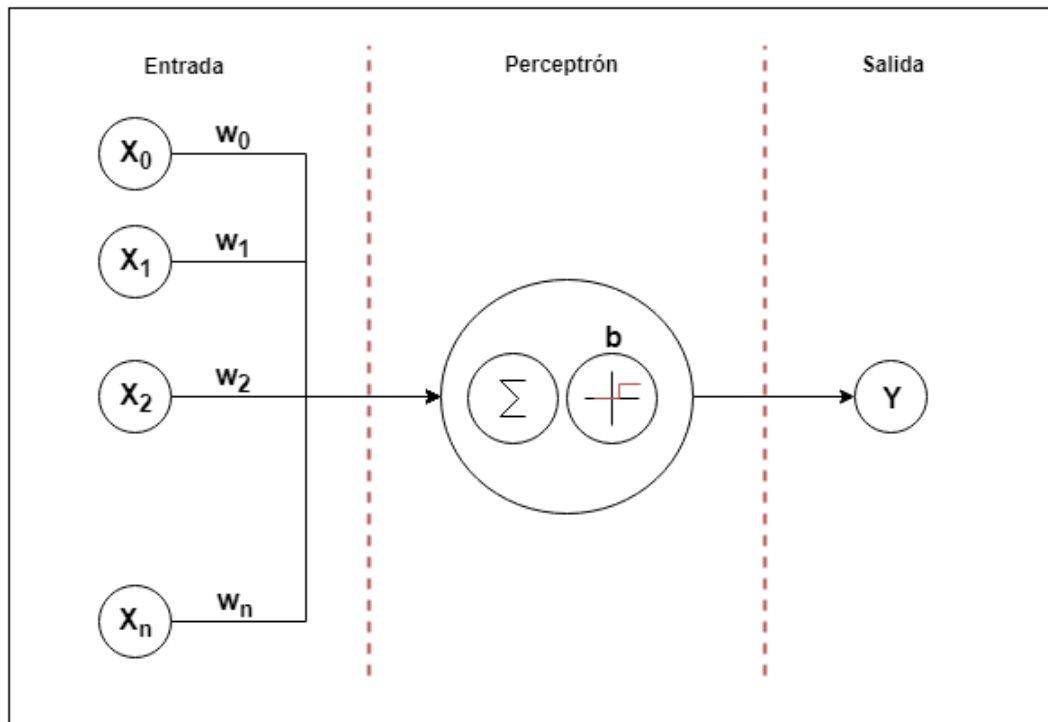 Entrada
Perceptrón
Salida
X0
w0
X1
w1
X2
w2
Xn
wn
Σ
b
Y